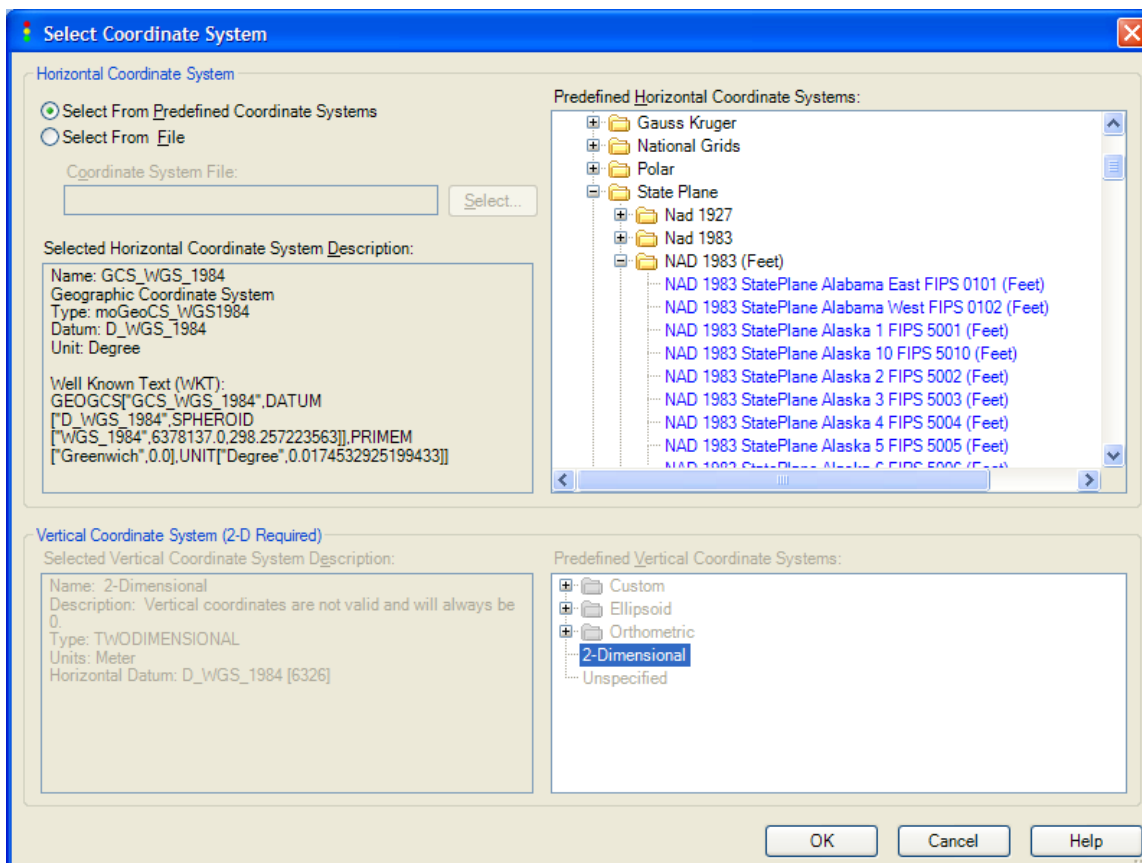 Select Coordinate System
Horizontal Coordinate System
Select From Predefined Coordinate Systems
Select From File
Coordinate System File:
Select...
Selected Horizontal Coordinate System Description:
Name: GCS_WGS_1984
Geographic Coordinate System
Type: moGeoCS_WGS1984
Datum: D_WGS_1984
Unit: Degree
Well Known Text (WKT):
GEOGCS["GCS_WGS_1984",DATUM
["D_WGS_1984",SPHEROID
["WGS_1984",6378137.0,298.257223563]],PRIMEM
["Greenwich",0.0],UNIT["Degree",0.0174532925199433]]
Predefined Horizontal Coordinate Systems:
Gauss Kruger
National Grids
Polar
State Plane
Nad 1927
Nad 1983
NAD 1983 (Feet)
NAD 1983 StatePlane Alabama East FIPS 0101 (Feet)
NAD 1983 StatePlane Alabama West FIPS 0102 (Feet)
NAD 1983 StatePlane Alaska 1 FIPS 5001 (Feet)
NAD 1983 StatePlane Alaska 10 FIPS 5010 (Feet)
NAD 1983 StatePlane Alaska 2 FIPS 5002 (Feet)
NAD 1983 StatePlane Alaska 3 FIPS 5003 (Feet)
NAD 1983 StatePlane Alaska 4 FIPS 5004 (Feet)
NAD 1983 StatePlane Alaska 5 FIPS 5005 (Feet)
NAD 1983 StatePlane Alaska 6 FIPS 5006 (Feet)
Vertical Coordinate System (2-D Required)
Selected Vertical Coordinate System Description:
Name: 2-Dimensional
Description: Vertical coordinates are not valid and will always be
0.
Type: TWODIMENSIONAL
Units: Meter
Horizontal Datum: D_WGS_1984 [6326]
Predefined Vertical Coordinate Systems:
Custom
Ellipsoid
Orthometric
2-Dimensional
Unspecified
OK
Cancel
Help